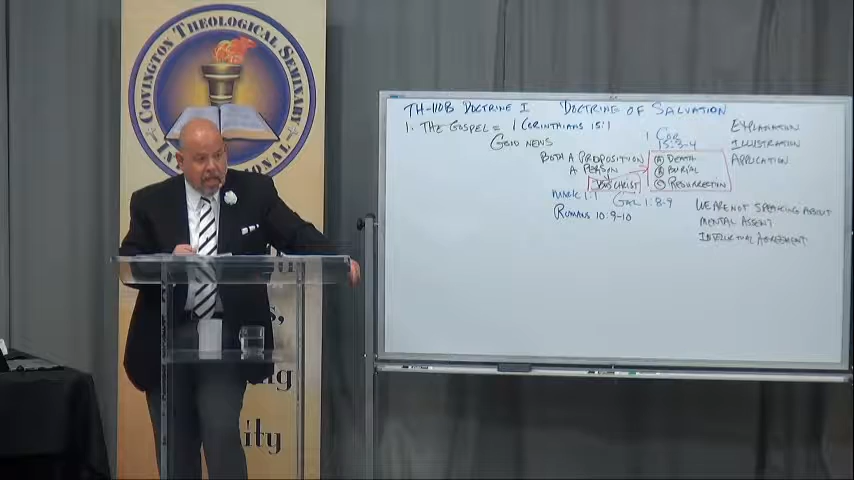 COVINGTON THEOLOGICAL SEMINARY
TH-110B DOCTRINE I DOCTRINE OF SALVATION
1. THE GOSPEL = 1 CORINTHIANS 15:1
GOOD NEWS
1 COR
15:3-4
EXPLANATION
ILLUSTRATION
APPLICATION
BOTH A PROPOSITION
A PERSON
JESUS CHRIST
A DEATH
B BURIAL
C RESURRECTION
MARK 1:1 GAL 1:8-9
ROMANS 10:9-10
WE ARE NOT SPEAKING ABOUT
MENTAL ASSENT
INTELLECTUAL AGREEMENT